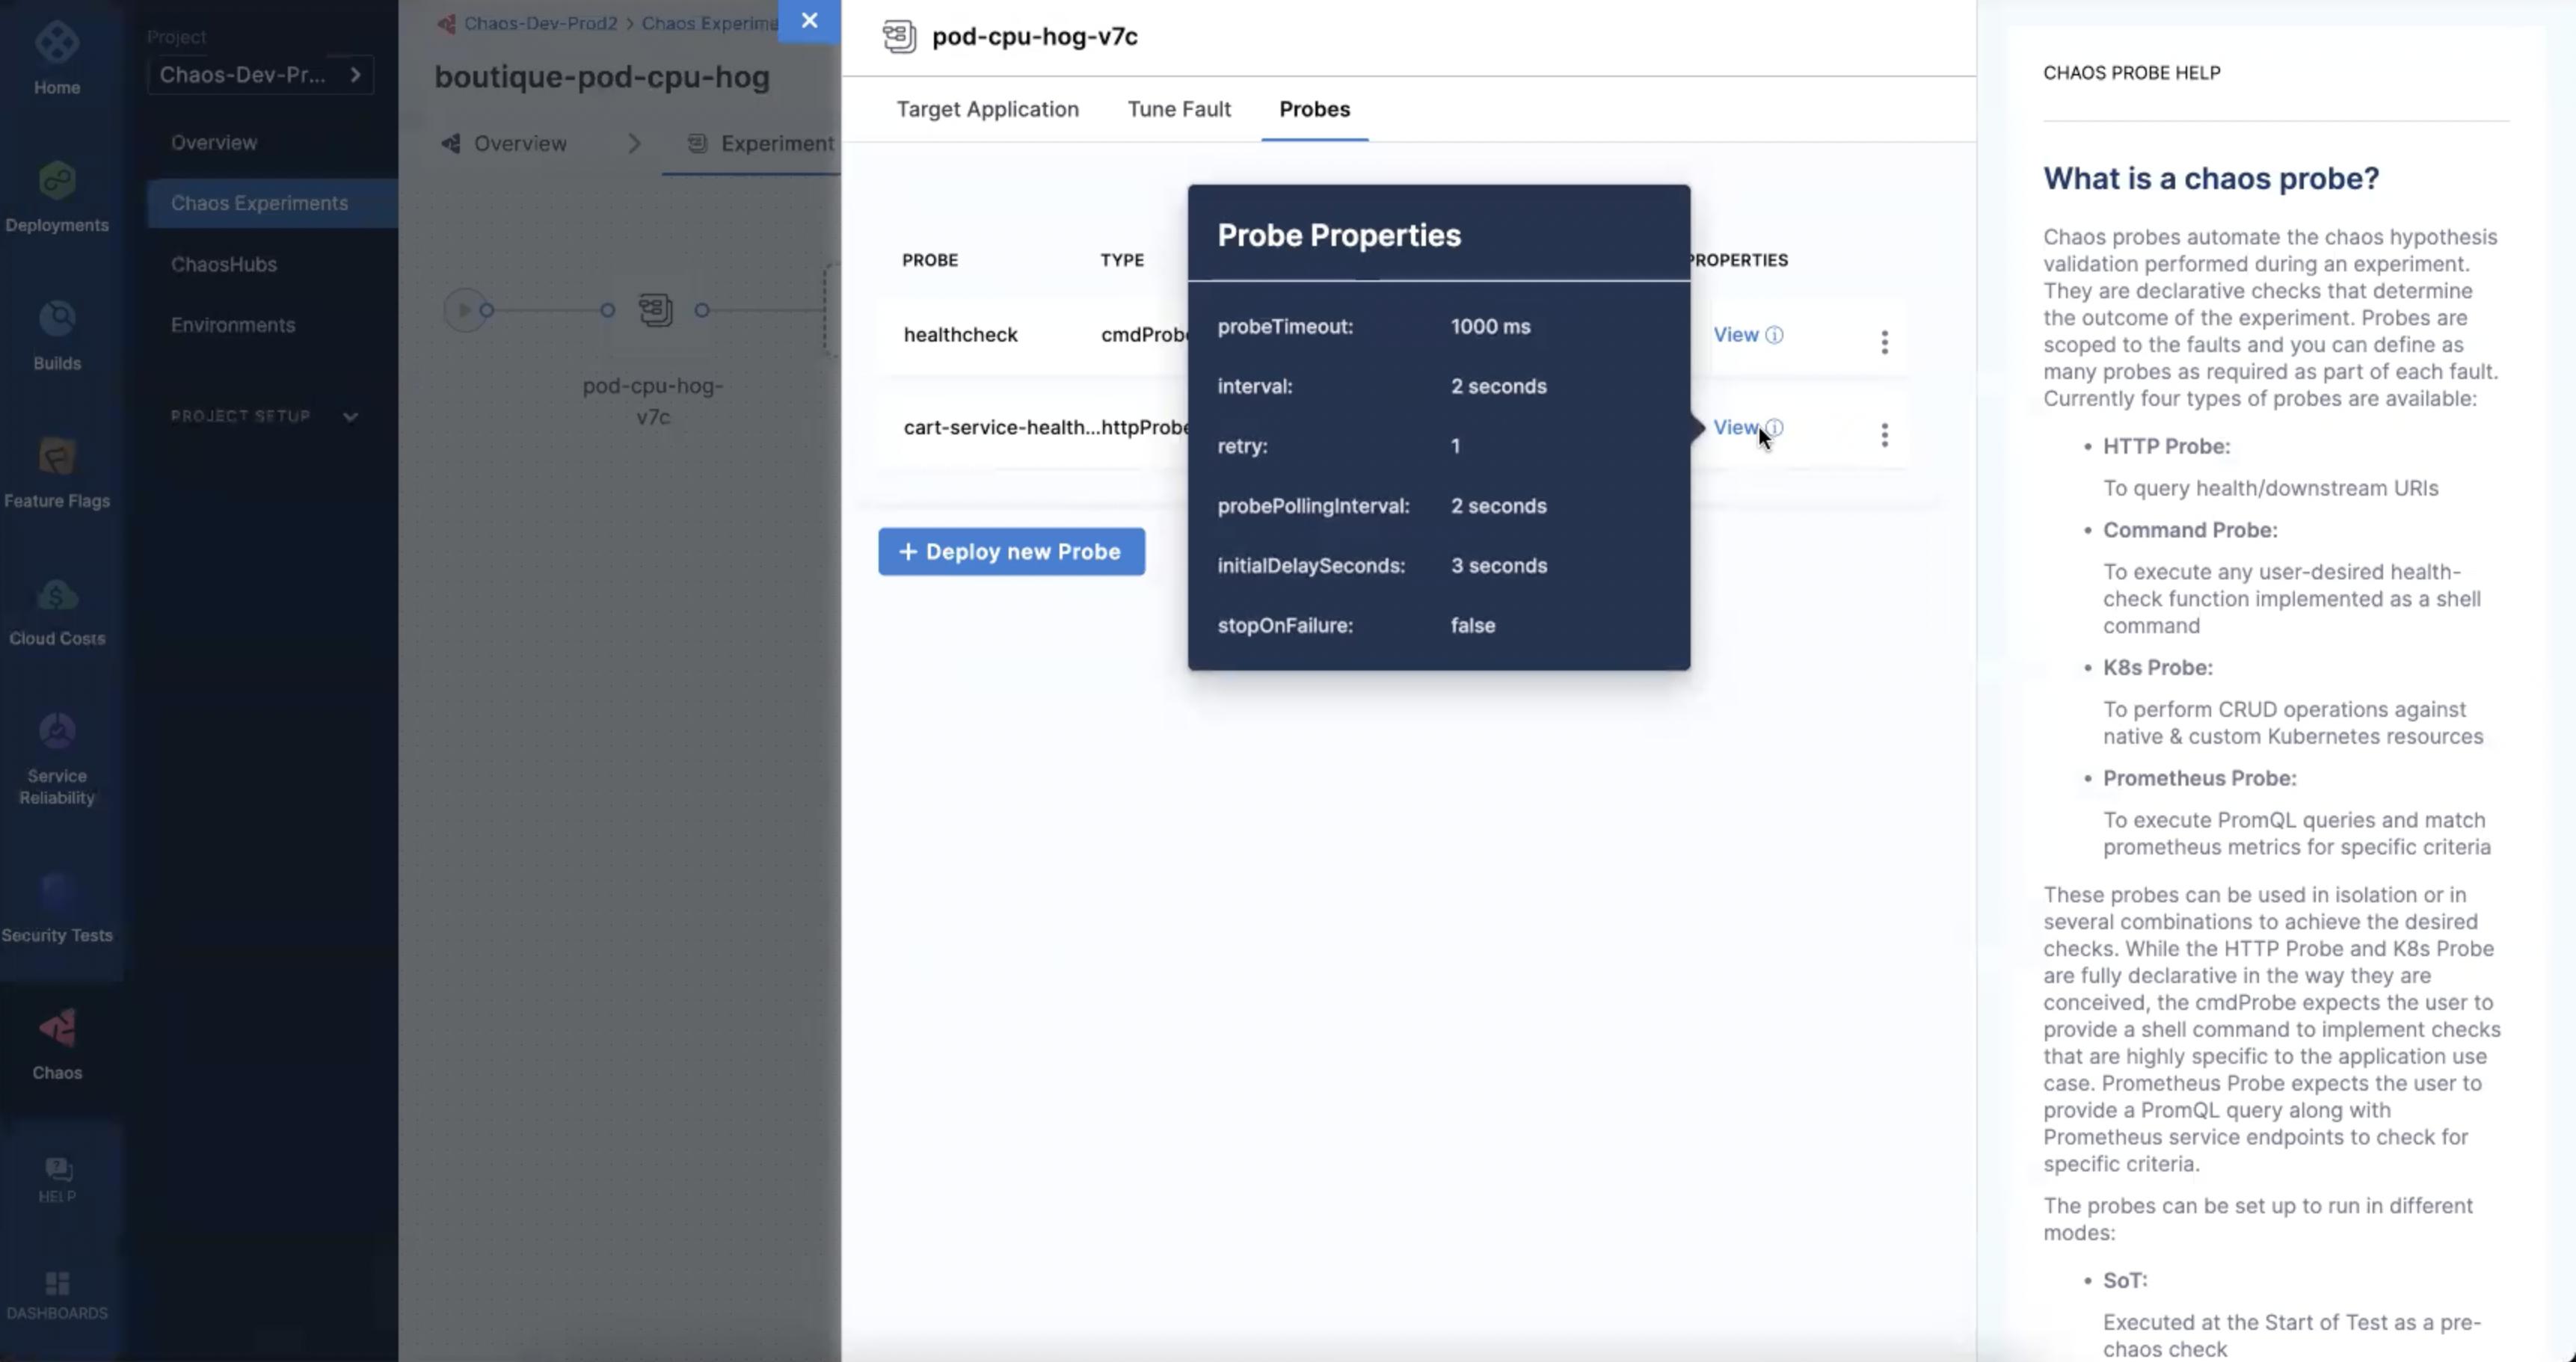 Home
Deployments
Builds
Feature Flags
Cloud Costs
Service
Reliability
Security Tests
Chaos
HELP
DASHBOARDS
Project
Chaos-Dev-Pr...
Overview
Chaos Experiments
ChaosHubs
Environments
PROJECT SETUP
Chaos-Dev-Prod2 > Chaos Experime
boutique-pod-cpu-hog
Overview
Experiment
pod-cpu-hog-
v7c
pod-cpu-hog-v7c
Target Application
Tune Fault
Probes
PROBE
TYPE
PROPERTIES
healthcheck
cmdProbe
View
cart-service-health...
httpProbe
View
+ Deploy new Probe
Probe Properties
probeTimeout: 1000 ms
interval: 2 seconds
retry: 1
probePollingInterval: 2 seconds
initialDelaySeconds: 3 seconds
stopOnFailure: false
CHAOS PROBE HELP
What is a chaos probe?
Chaos probes automate the chaos hypothesis
validation performed during an experiment.
They are declarative checks that determine
the outcome of the experiment. Probes are
scoped to the faults and you can define as
many probes as required as part of each fault.
Currently four types of probes are available:
• HTTP Probe:
To query health/downstream URIs
• Command Probe:
To execute any user-desired health-
check function implemented as a shell
command
• K8s Probe:
To perform CRUD operations against
native & custom Kubernetes resources
• Prometheus Probe:
To execute PromQL queries and match
prometheus metrics for specific criteria
These probes can be used in isolation or in
several combinations to achieve the desired
checks. While the HTTP Probe and K8s Probe
are fully declarative in the way they are
conceived, the cmdProbe expects the user to
provide a shell command to implement checks
that are highly specific to the application use
case. Prometheus Probe expects the user to
provide a PromQL query along with
Prometheus service endpoints to check for
specific criteria.
The probes can be set up to run in different
modes:
• SoT:
Executed at the Start of Test as a pre-
chaos check